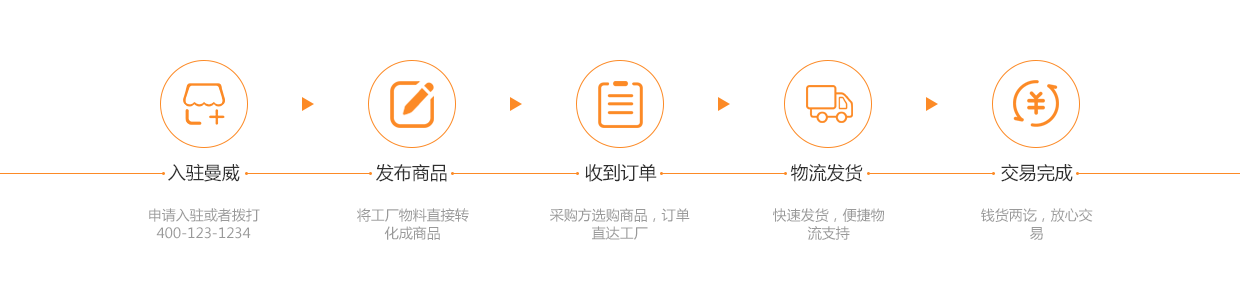 入驻曼威
发布商品
收到订单
物流发货
交易完成
申请入驻或者拨打
400-123-1234
将工厂物料直接转
化成商品
采购方选购商品，订单
直达工厂
快速发货，便捷物
流支持
钱货两讫，放心交
易